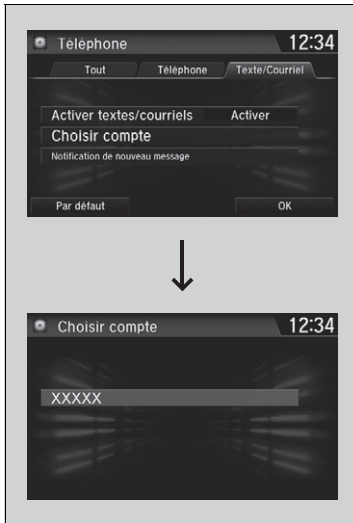 Téléphone 12:34
Tout Téléphone Texte/Courriel
Activer textes/courriels Activer
Choisir compte
Notification de nouveau message
Par défaut OK
Choisir compte 12:34
XXXXX